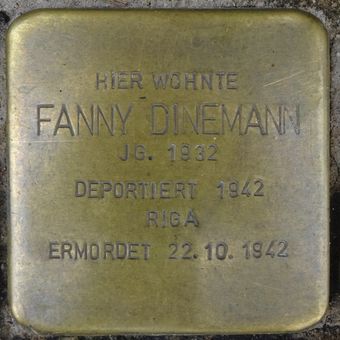 HIER WOHNTE
FANNY DINEMANN
JG. 1932
DEPORTIERT 1942
RIGA
ERMORDET 22.10.1942